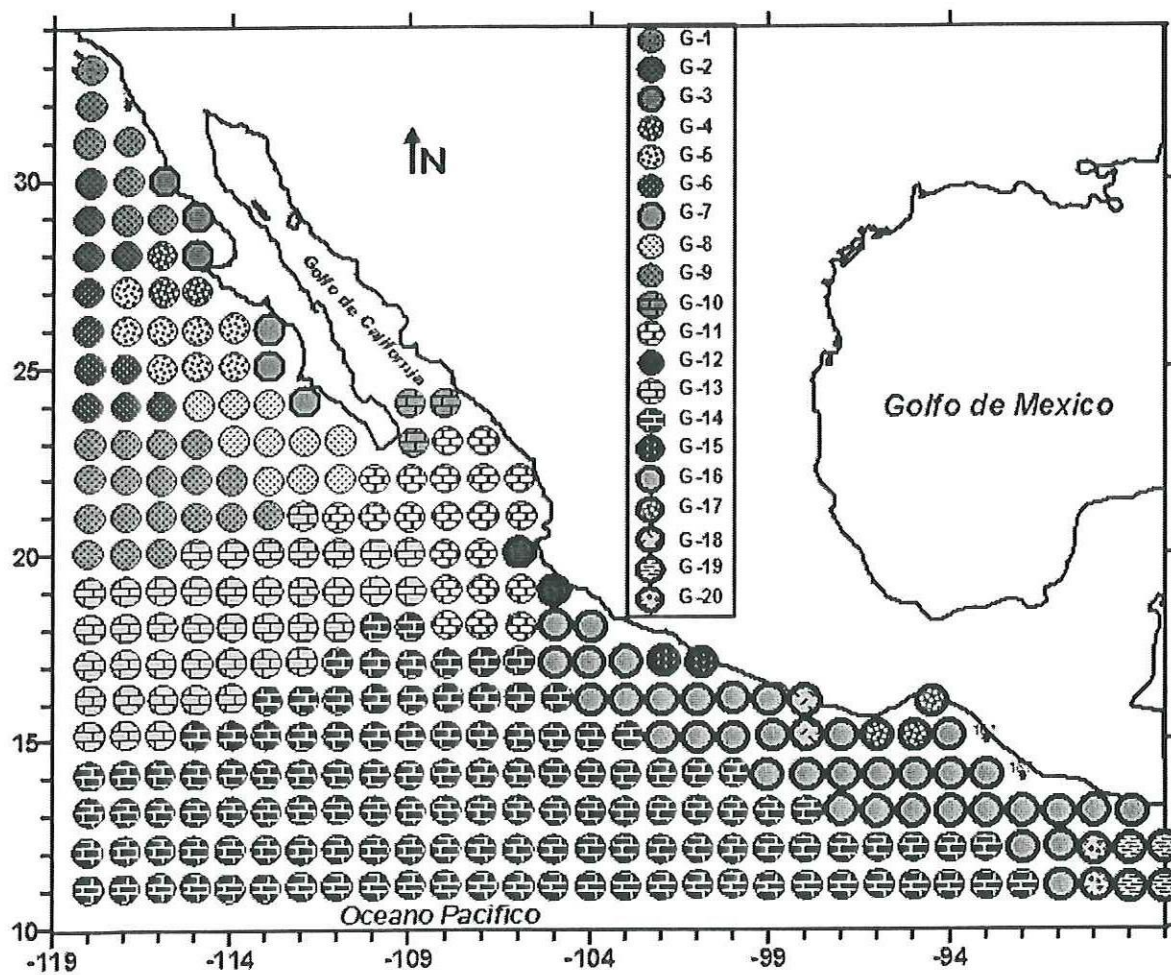 G-1
G-2
G-3
G-4
G-5
G-6
G-7
G-8
G-9
G-10
G-11
G-12
G-13
G-14
G-15
G-16
G-17
G-18
G-19
G-20
N
Golfo de California
Golfo de Mexico
Oceano Pacifico
30
25
20
15
10
-119
-114
-109
-104
-99
-94